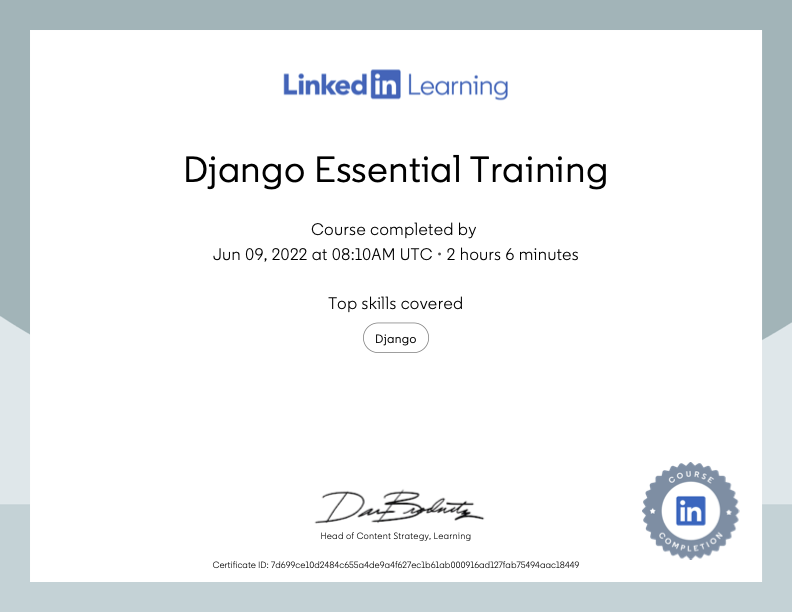 Linked in Learning
Django Essential Training
Course completed by
Jun 09, 2022 at 08:10AM UTC • 2 hours 6 minutes
Top skills covered
Django
Dan Brodnitz
Head of Content Strategy, Learning
COURSE
in
COMPLETION
Certificate ID: 7d699ce10d2484c655a4de9a4f627ec1b61ab000916ad127fab75494aac18449